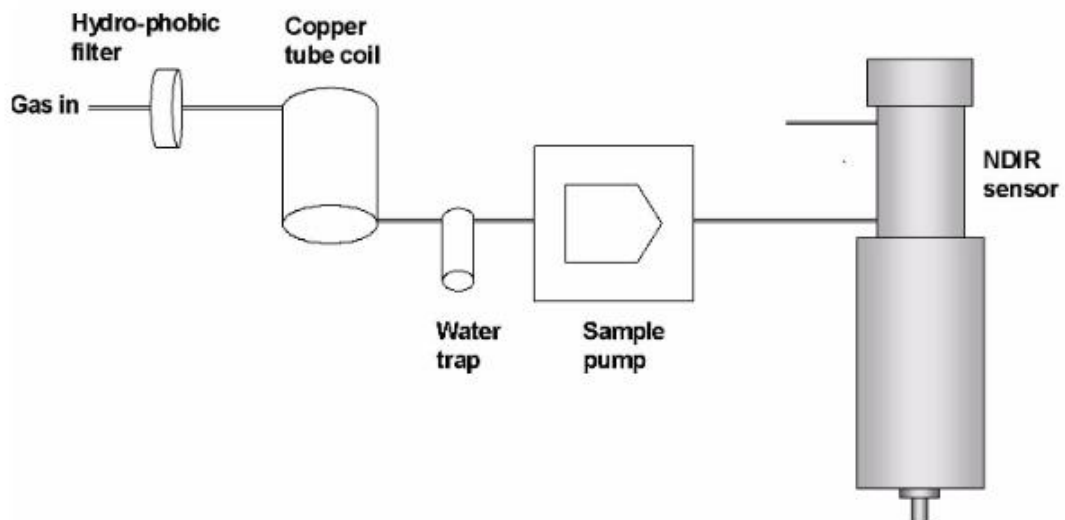 Hydro-phobic
filter
Copper
tube coil
Gas in
NDIR
sensor
Water
trap
Sample
pump